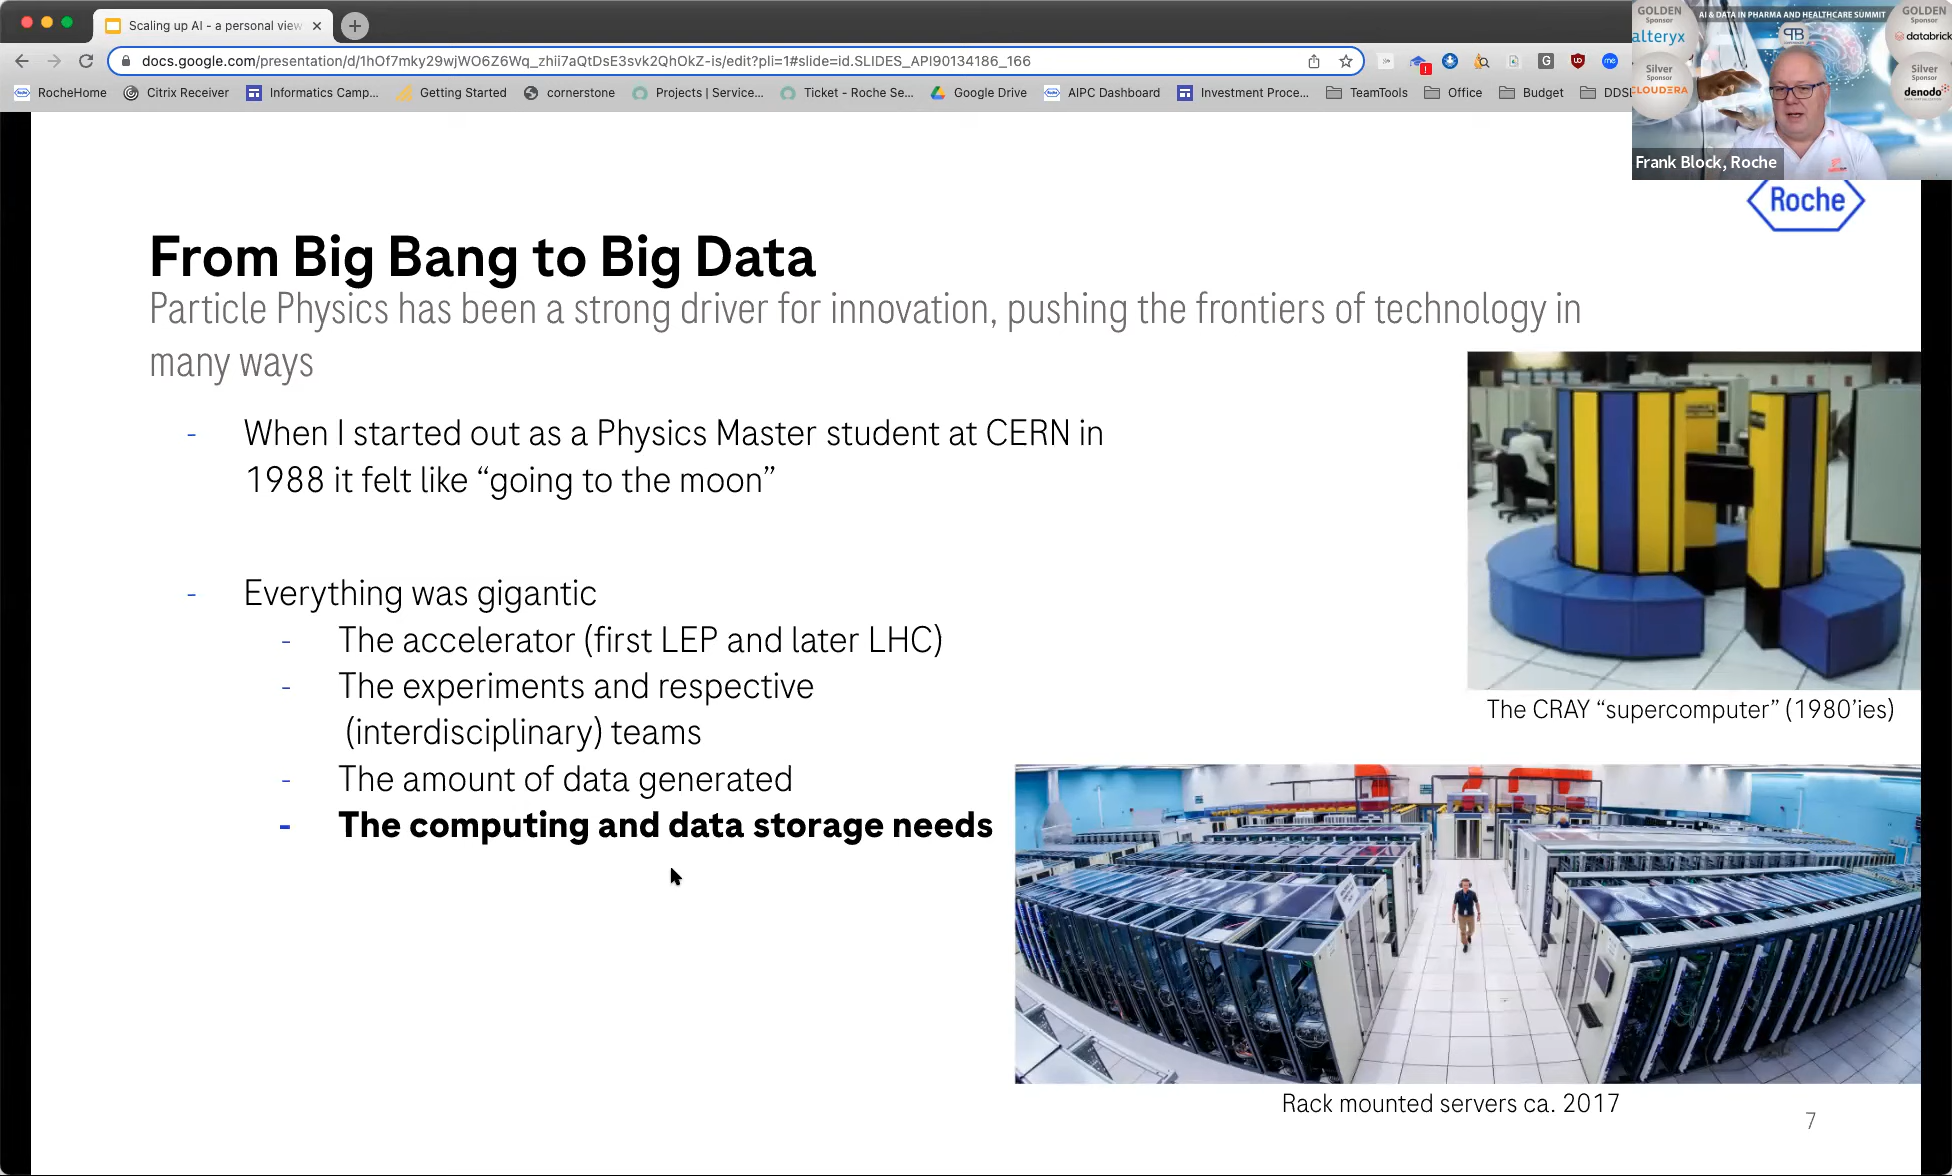 Scaling up AI - a personal view
docs.google.com/presentation/d/1hOf7mky29wjWO6Z6Wq_zhii7aQtDsE3svk2QhOkZ-is/edit?pli=1#slide=id.SLIDES_API90134186_166
RocheHome Citrix Receiver Informatics Camp... Getting Started cornerstone Projects | Service... Ticket - Roche Se... Google Drive AIPC Dashboard Investment Proce... TeamTools Office Budget
GOLDEN Sponsor
alteryx
AI & DATA IN PHARMA AND HEALTHCARE SUMMIT
GOLDEN Sponsor
databrick
Silver Sponsor
CLOUDERA
Silver Sponsor
denodo
Frank Block, Roche
Roche
From Big Bang to Big Data
Particle Physics has been a strong driver for innovation, pushing the frontiers of technology in
many ways
- When I started out as a Physics Master student at CERN in
1988 it felt like “going to the moon”
- Everything was gigantic
- The accelerator (first LEP and later LHC)
- The experiments and respective
(interdisciplinary) teams
- The amount of data generated
- The computing and data storage needs
The CRAY “supercomputer” (1980’ies)
Rack mounted servers ca. 2017
7